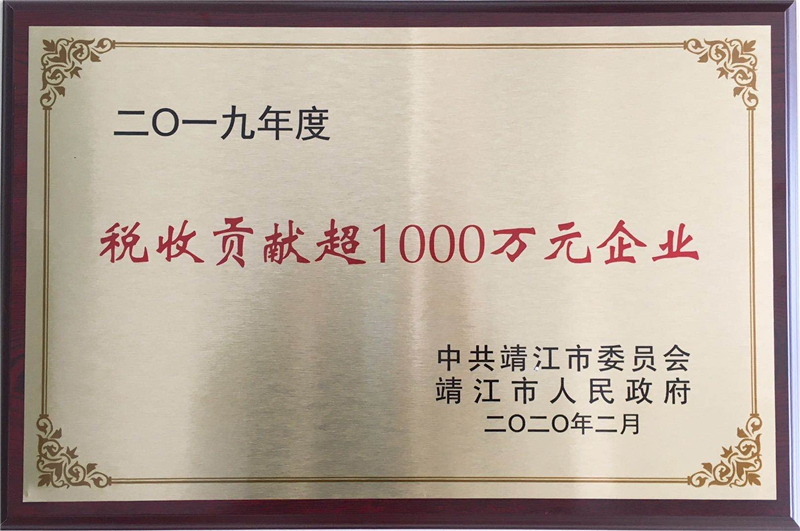 二〇一九年度
税收贡献超1000万元企业
中共靖江市委员会
靖江市人民政府
二〇二〇年二月